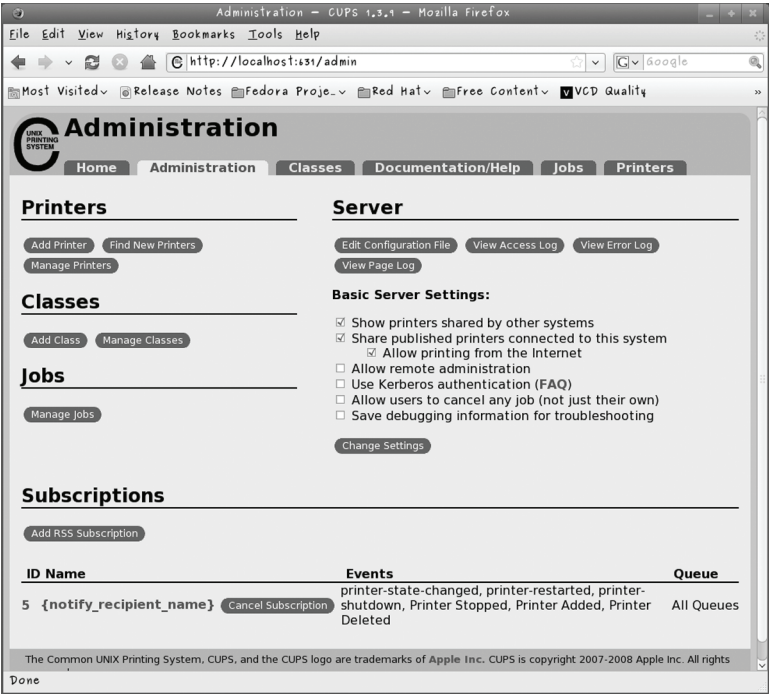 Administration – CUPS 1.3.9 – Mozilla Firefox
File Edit View History Bookmarks Tools Help
http://localhost:631/admin
G Google
Most Visited Release Notes Fedora Proje… Red Hat Free Content V VCD Quality »
UNIX PRINTING SYSTEM
Administration
Home Administration Classes Documentation/Help Jobs Printers
Printers
Add Printer Find New Printers
Manage Printers
Classes
Add Class Manage Classes
Jobs
Manage Jobs
Server
Edit Configuration File View Access Log View Error Log
View Page Log
Basic Server Settings:
Show printers shared by other systems
Share published printers connected to this system
Allow printing from the Internet
Allow remote administration
Use Kerberos authentication (FAQ)
Allow users to cancel any job (not just their own)
Save debugging information for troubleshooting
Change Settings
Subscriptions
Add RSS Subscription
ID Name Events Queue
5 {notify_recipient_name} Cancel Subscription printer-state-changed, printer-restarted, printer-
shutdown, Printer Stopped, Printer Added, Printer
Deleted
All Queues
The Common UNIX Printing System, CUPS, and the CUPS logo are trademarks of Apple Inc. CUPS is copyright 2007-2008 Apple Inc. All rights
Done